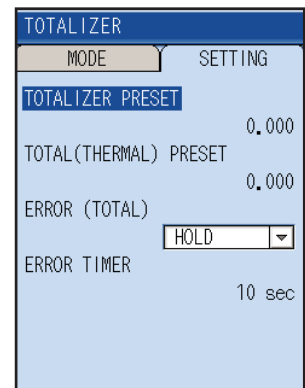 TOTALIZER
MODE SETTING
TOTALIZER PRESET
0.000
TOTAL(THERMAL) PRESET
0.000
ERROR (TOTAL)
HOLD
ERROR TIMER
10 sec